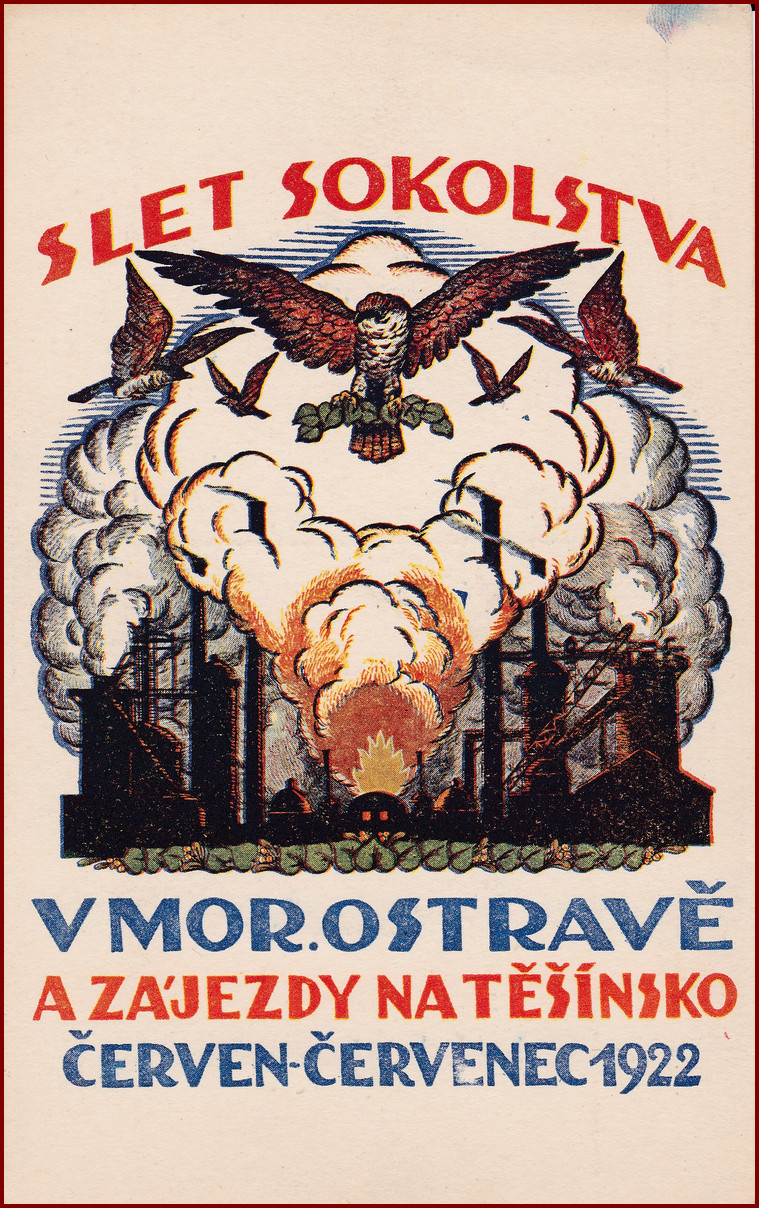 SLET SOKOLSTVA
V MOR. OSTRAVĚ
A ZÁJEZDY NA TĚŠÍNSKO
ČERVEN-ČERVENEC 1922